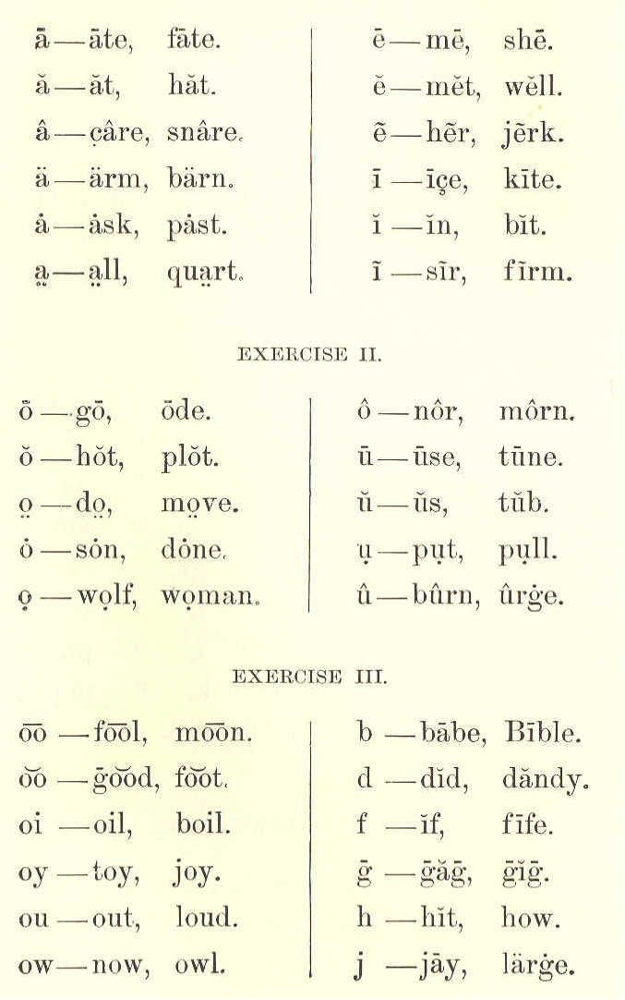 ā—āte, fāte.
ă—ăt, hăt.
â—c̣âre, snâre.
ä—ärm, bärn.
ȧ—ȧsk, pȧst.
a̤—a̤ll, qua̤rt.
ē—mē, shē.
ĕ—mĕt, wĕll.
ẽ—hẽr, jẽrk.
ī—īçe, kīte.
ĭ—ĭn, bĭt.
ĩ—sĩr, fĩrm.
EXERCISE II.
ō—gō, ōde.
ŏ—hŏt, plŏt.
o̤—do̤, mo̤ve.
ȯ—sȯn, dȯne.
ọ—wọlf, wọman.
ô—nôr, môrn.
ū—ūse, tūne.
ŭ—ŭs, tŭb.
ụ—pụt, pụll.
û—bûrn, ûrġe.
EXERCISE III.
o͞o—fo͞ol, mo͞on.
o͝o—ḡo͝od, fo͝ot.
oi—oil, boil.
oy—toy, joy.
ou—out, loud.
ow—now, owl.
b—bābe, Bīble.
d—dĭd, dăndy.
f—ĭf, fīfe.
ḡ—ḡăḡ, ḡĭḡ.
h—hĭt, how.
j—jāy, lärġe.